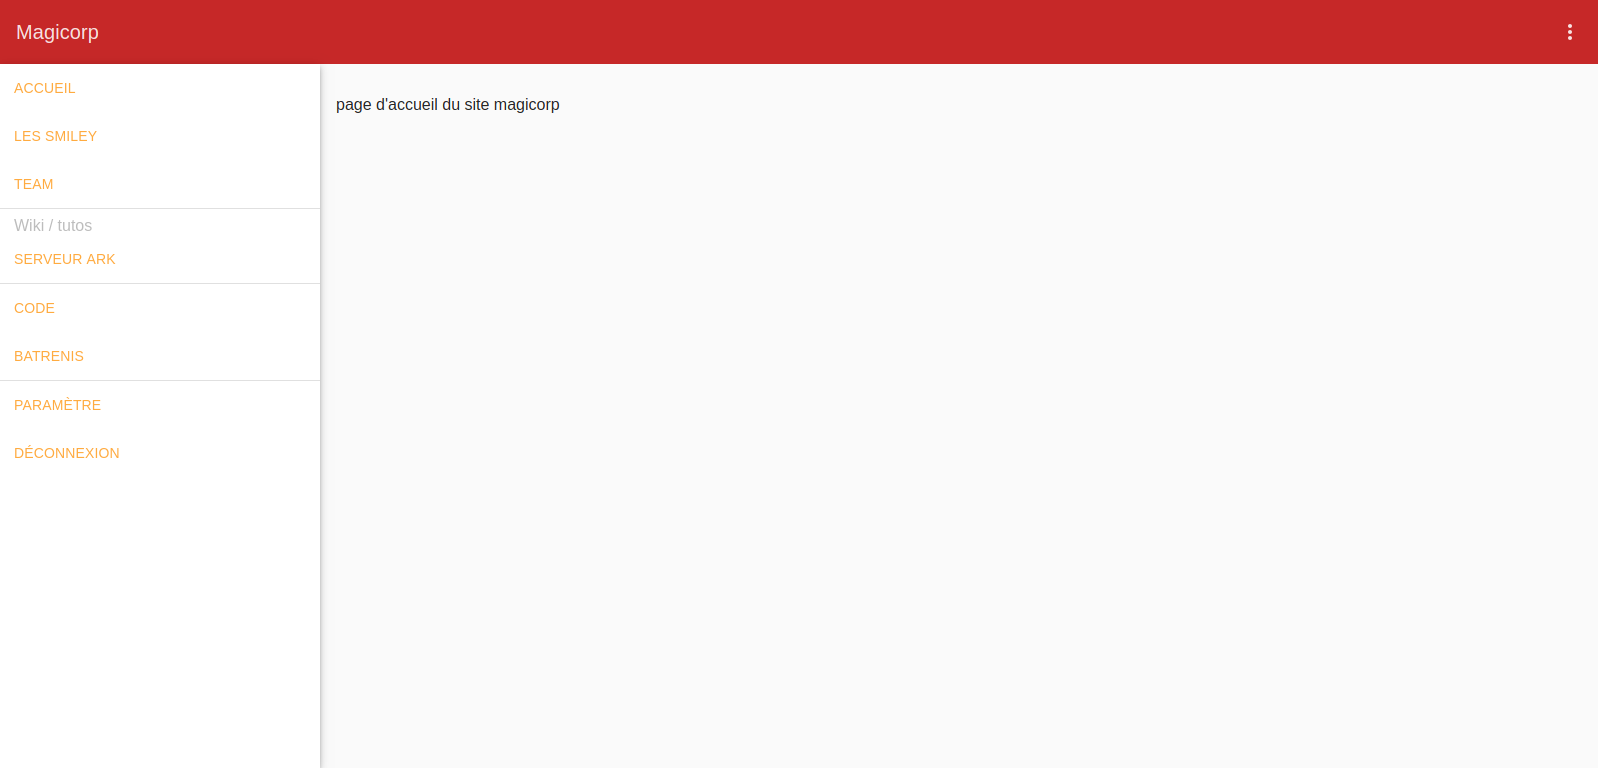 Magicorp
ACCUEIL
LES SMILEY
TEAM
Wiki / tutos
SERVEUR ARK
CODE
BATRENIS
PARAMÈTRE
DÉCONNEXION
page d'accueil du site magicorp